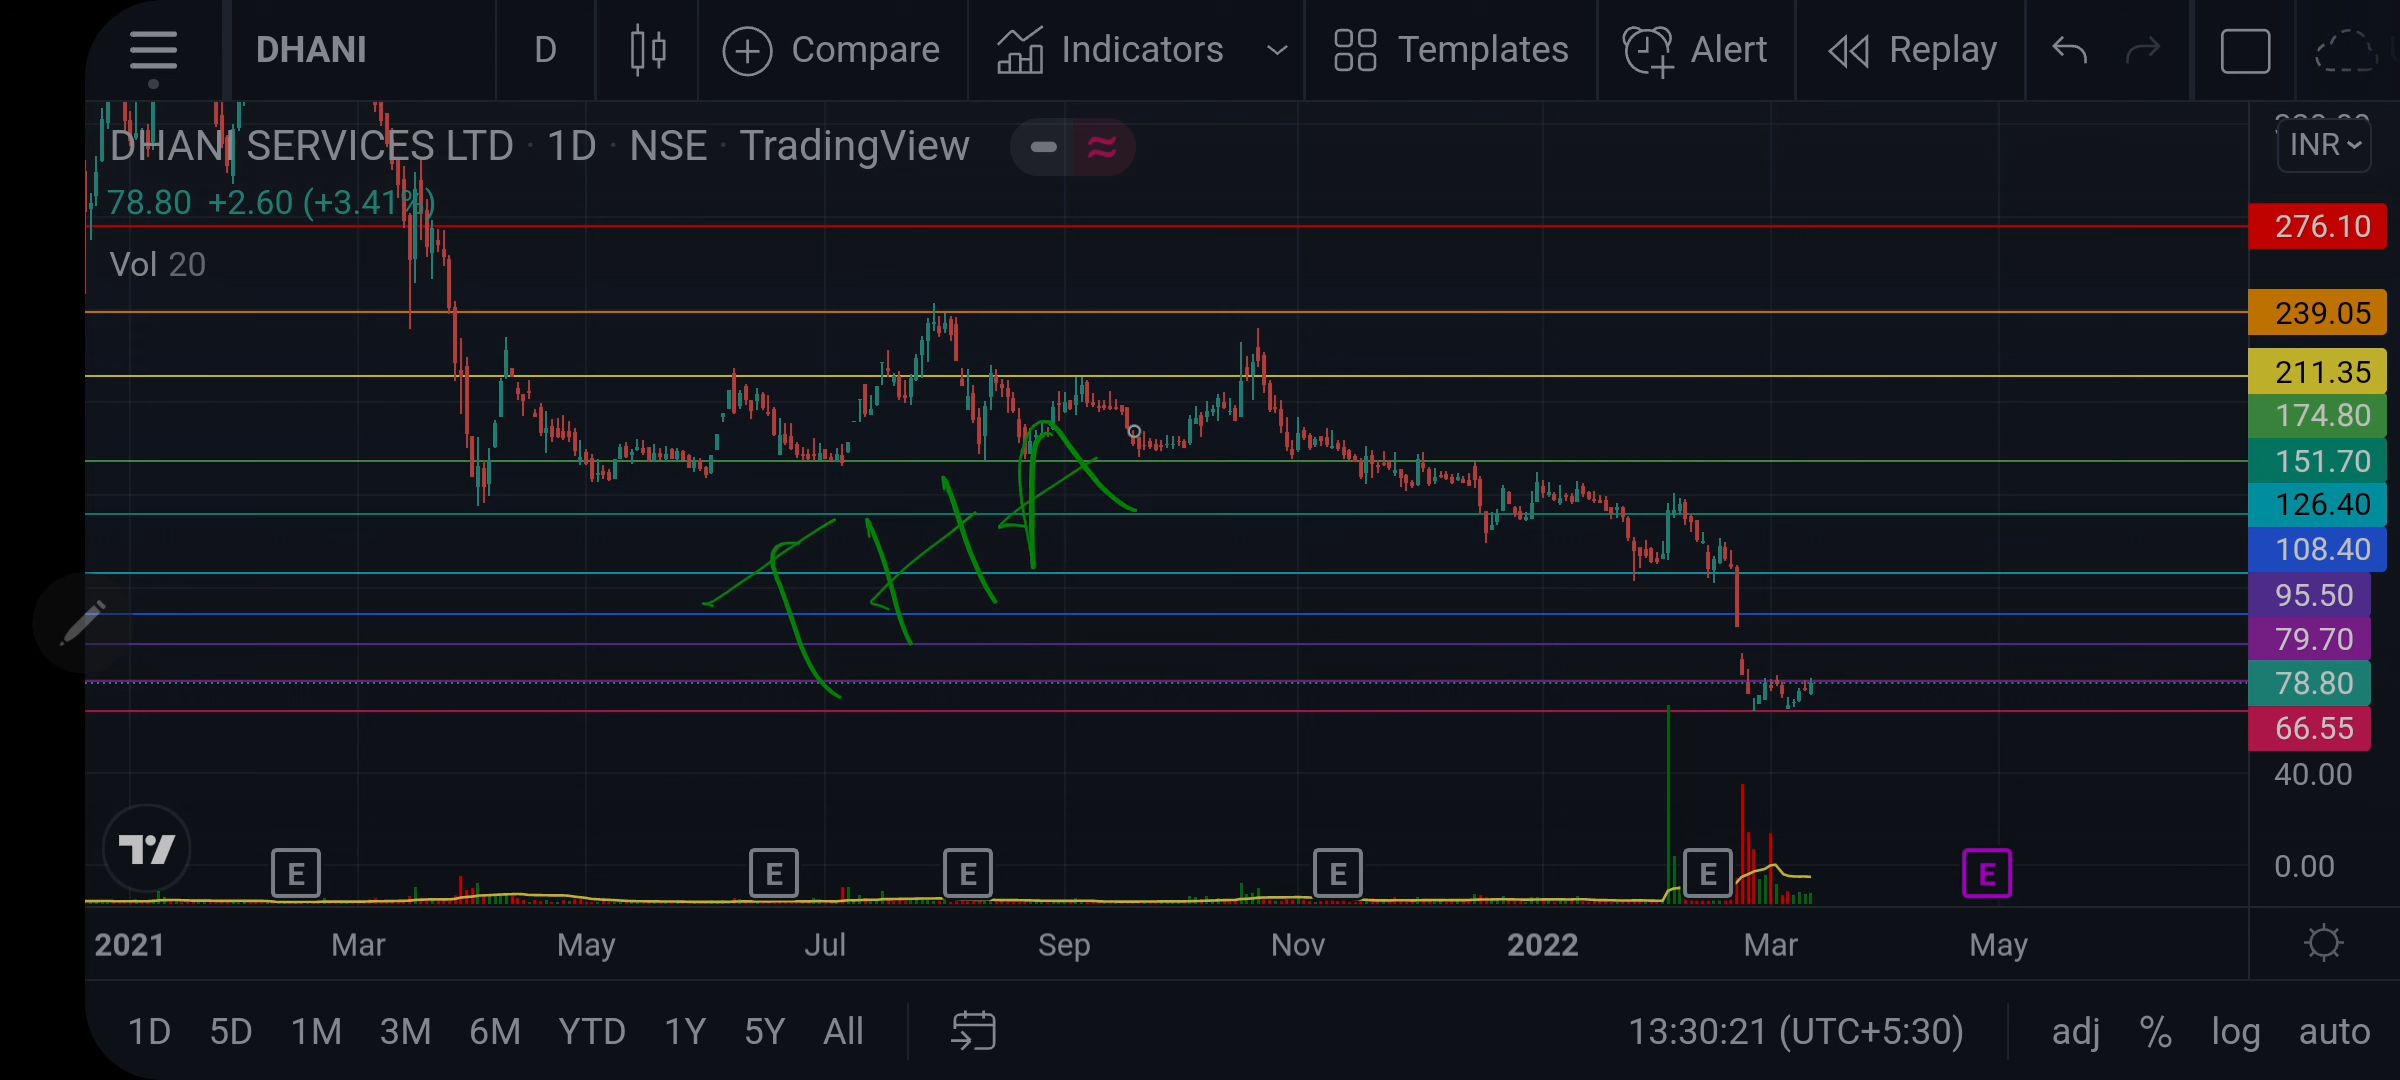 DHANI D Compare Indicators Templates Alert Replay
DHANI SERVICES LTD · 1D · NSE · TradingView
INR
78.80 +2.60 (+3.41%)
Vol 20
276.10
239.05
211.35
174.80
151.70
126.40
108.40
95.50
79.70
78.80
66.55
40.00
0.00
E E E E E E
2021 Mar May Jul Sep Nov 2022 Mar May
1D 5D 1M 3M 6M YTD 1Y 5Y All 13:30:21 (UTC+5:30) adj % log auto